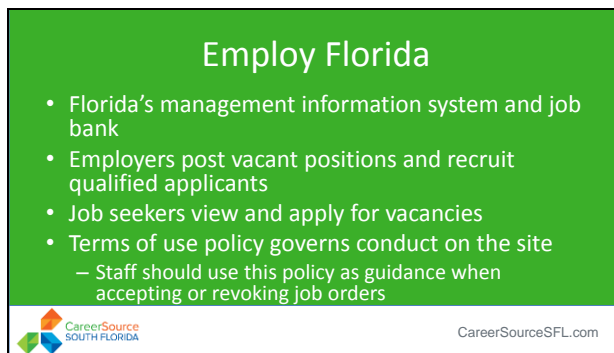 Employ Florida
• Florida's management information system and job
bank
• Employers post vacant positions and recruit
qualified applicants
• Job seekers view and apply for vacancies
• Terms of use policy governs conduct on the site
– Staff should use this policy as guidance when
accepting or revoking job orders
CareerSource
SOUTH FLORIDA
CareerSourceSFL.com